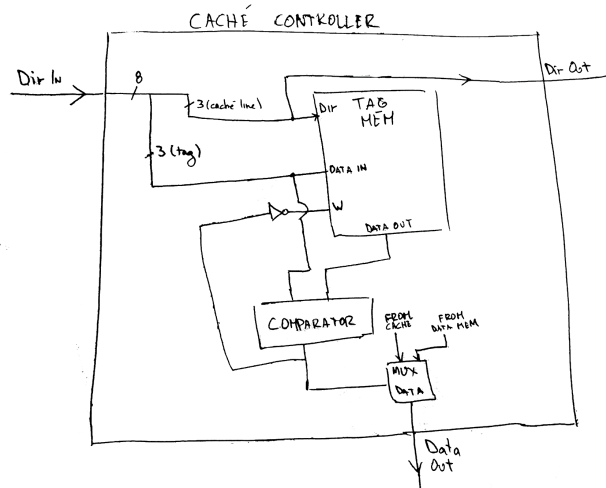 CACHÉ CONTROLLER
Dir IN
8
Dir Out
3 (caché line)
Dir
TAG
MEM
3 (tag)
DATA IN
W
DATA OUT
COMPARATOR
FROM
CACHÉ
FROM
DATA MEM
MUX
DATA
Data
Out